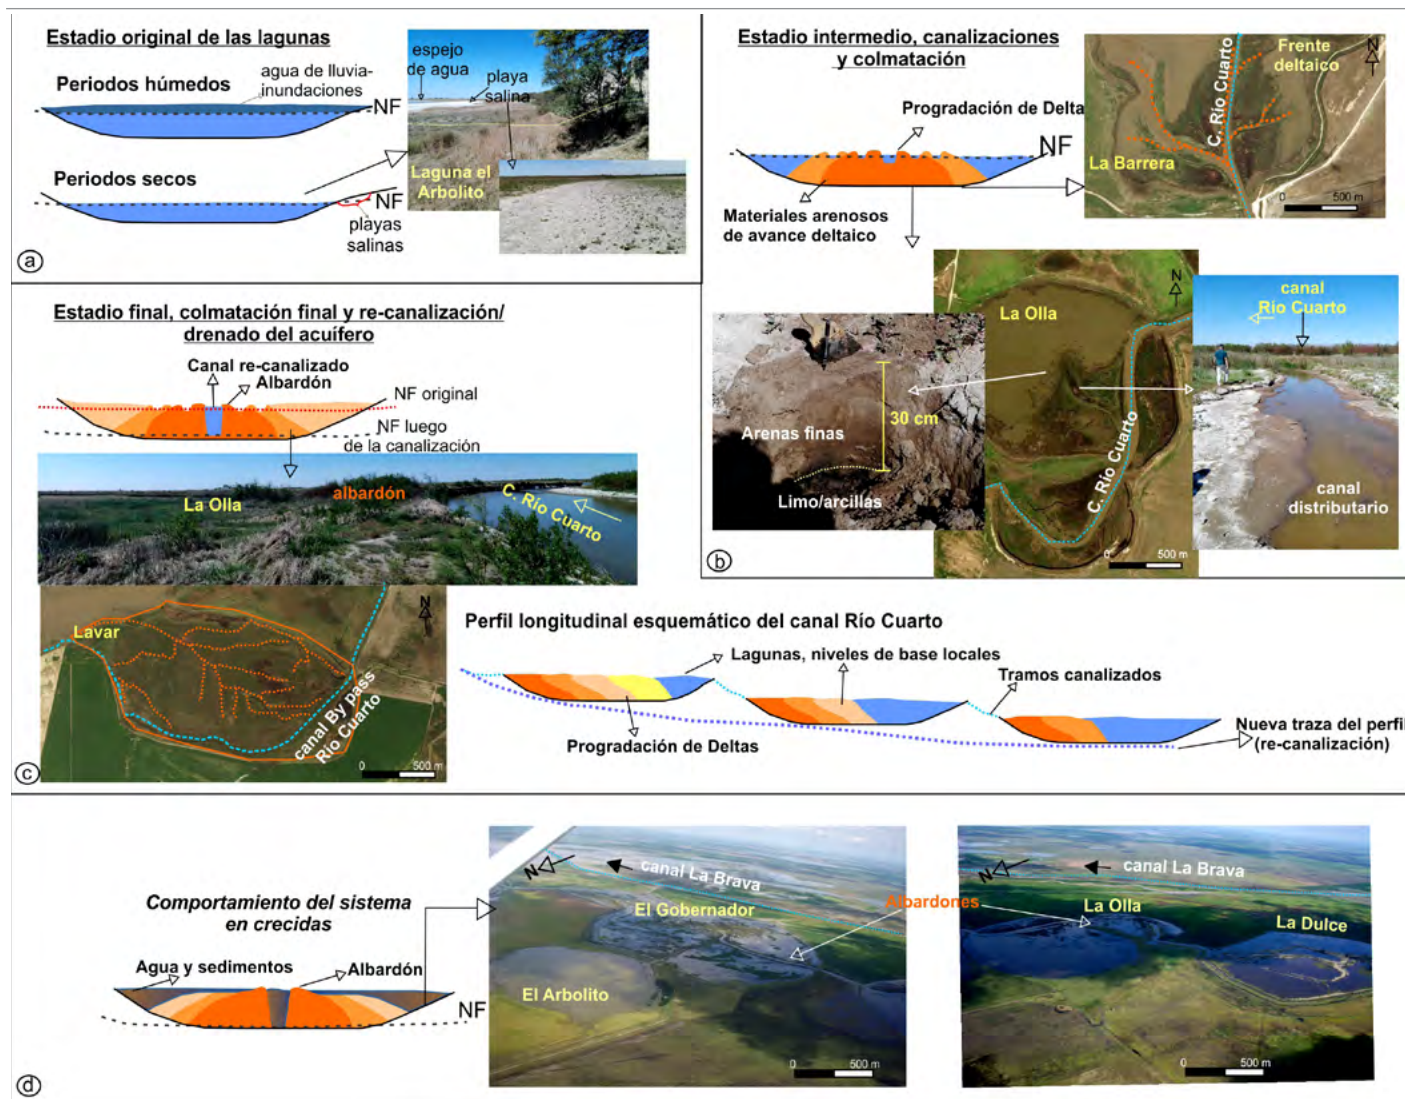 Estadio original de las lagunas
Periodos húmedos
agua de lluvia-
inundaciones
NF
Periodos secos
NF
playas
salinas
espejo
de agua
playa
salina
Laguna el
Arbolito
a
Estadio intermedio, canalizaciones
y colmatación
Progradación de Delta
NF
Materiales arenosos
de avance deltaico
C. Río Cuarto
Frente
deltaico
N
La Barrera
0 500 m
30 cm
Arenas finas
Limo/arcillas
La Olla
N
C. Río Cuarto
0 500 m
canal
Río Cuarto
canal
distributario
b
Estadio final, colmatación final y re-canalización/
drenado del acuífero
Canal re-canalizado
Albardón
NF original
NF luego
de la canalización
La Olla
albardón
C. Río Cuarto
Lavar
N
canal By pass
Río Cuarto
0 500 m
c
Perfil longitudinal esquemático del canal Río Cuarto
Lagunas, niveles de base locales
Tramos canalizados
Progradación de Deltas
Nueva traza del perfil
(re-canalización)
Comportamiento del sistema
en crecidas
Agua y sedimentos
Albardón
NF
N
canal La Brava
El Gobernador
Albardones
El Arbolito
0 500 m
N
canal La Brava
La Olla
La Dulce
0 500 m
d